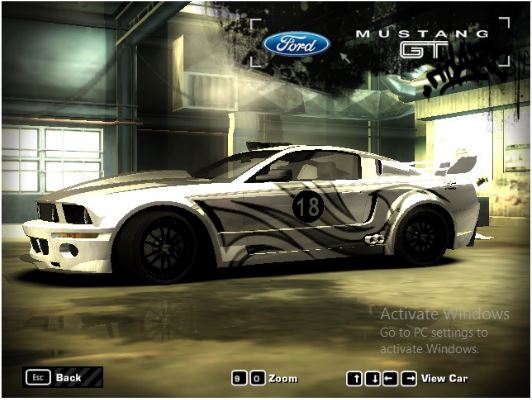 Ford
MUSTANG
GT
18
Activate Windows
Go to PC settings to
activate Windows.
Esc Back
9 0 Zoom
↑ ↓ ← → View Car